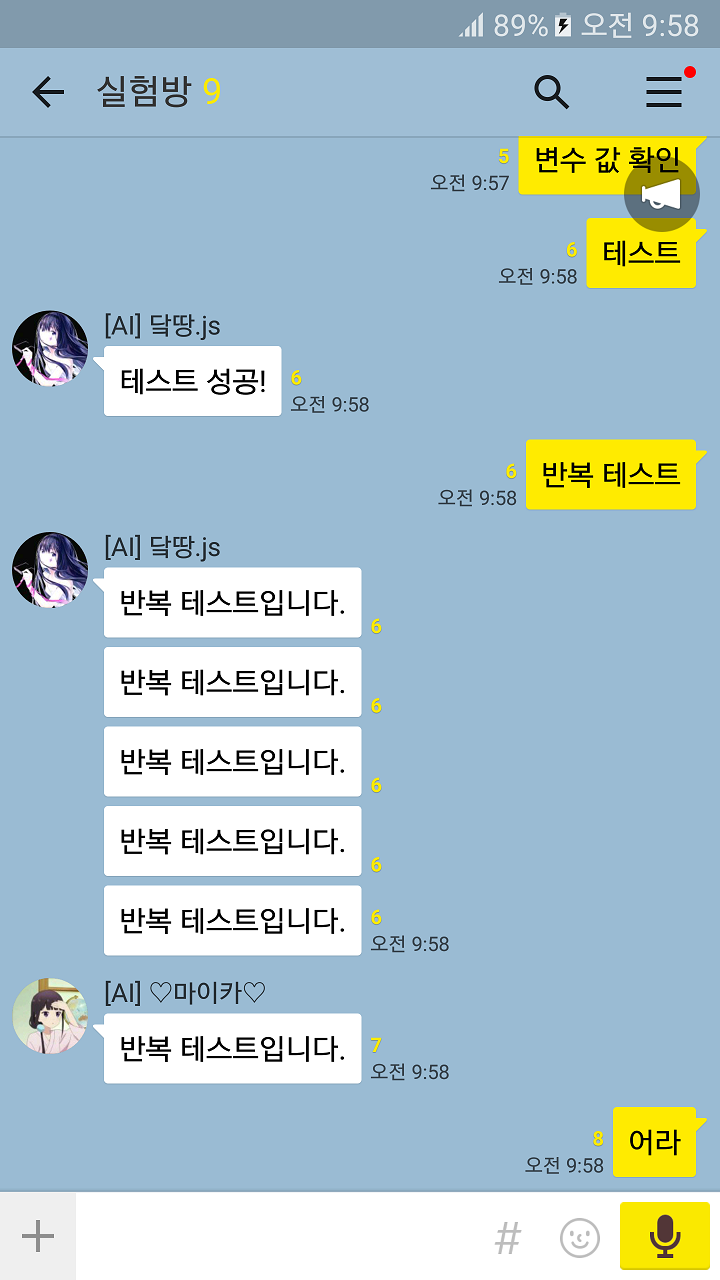 89% 오전 9:58
실험방 9
변수 값 확인
5
오전 9:57
테스트
6
오전 9:58
[AI] 닼땅.js
테스트 성공!
6
오전 9:58
반복 테스트
6
오전 9:58
[AI] 닼땅.js
반복 테스트입니다.
6
반복 테스트입니다.
6
반복 테스트입니다.
6
반복 테스트입니다.
6
반복 테스트입니다.
6
오전 9:58
[AI] ♡마이카♡
반복 테스트입니다.
7
오전 9:58
어라
8
오전 9:58
#